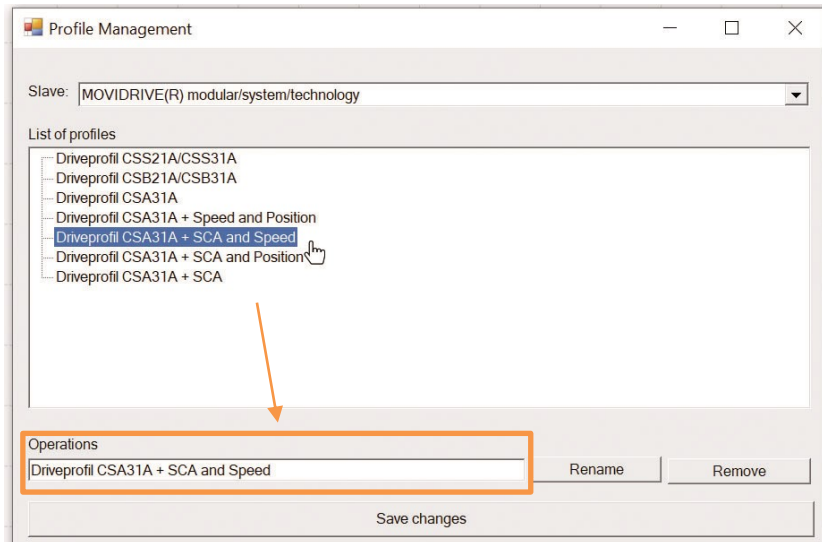 Profile Management
Slave: MOVIDRIVE(R) modular/system/technology
List of profiles
Driveprofil CSS21A/CSS31A
Driveprofil CSB21A/CSB31A
Driveprofil CSA31A
Driveprofil CSA31A + Speed and Position
Driveprofil CSA31A + SCA and Speed
Driveprofil CSA31A + SCA and Position
Driveprofil CSA31A + SCA
Operations
Driveprofil CSA31A + SCA and Speed Rename Remove
Save changes